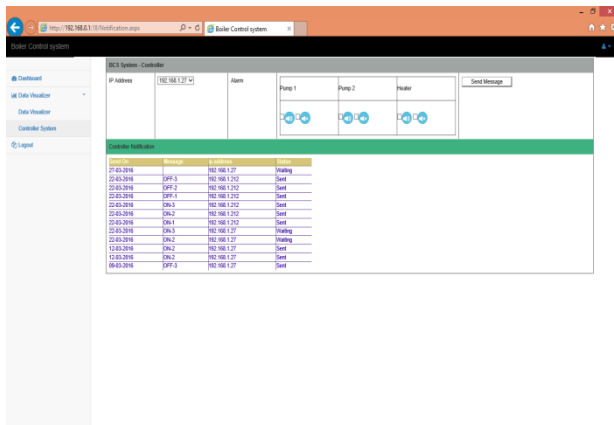 http://192.168.0.1/18/Notification.aspx
Boiler Control system
Boiler Control system
BCS System - Controller
Dashboard
IP Address 192.168.1.27 Alarm Send Message
Pump 1 Pump 2 Heater
Data Visualizer
Data Visualizer
Controller System
Logout
Controller Notification
Send On Message Ip address Status
27-03-2016 192.168.1.27 Waiting
22-03-2016 OFF-3 192.168.1.212 Sent
22-03-2016 OFF-2 192.168.1.212 Sent
22-03-2016 OFF-1 192.168.1.212 Sent
22-03-2016 ON-3 192.168.1.212 Sent
22-03-2016 ON-2 192.168.1.212 Sent
22-03-2016 ON-1 192.168.1.212 Sent
22-03-2016 ON-3 192.168.1.27 Waiting
22-03-2016 ON-2 192.168.1.27 Waiting
12-03-2016 ON-2 192.168.1.27 Sent
12-03-2016 ON-2 192.168.1.27 Sent
09-03-2016 OFF-3 192.168.1.27 Sent